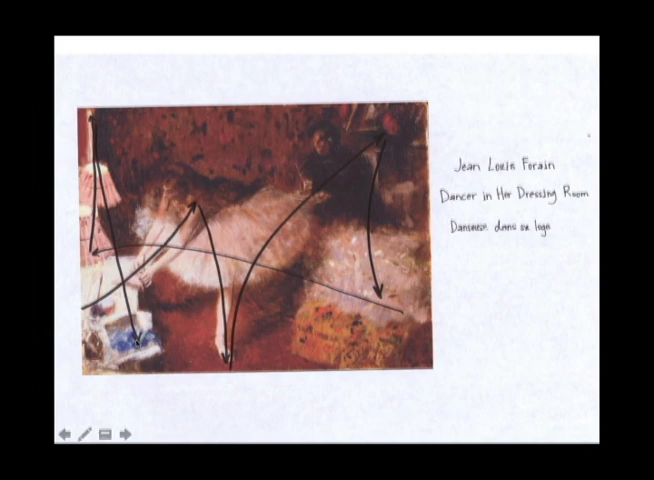 Jean Louis Forain
Dancer in Her Dressing Room
Danseuse dans sa loge